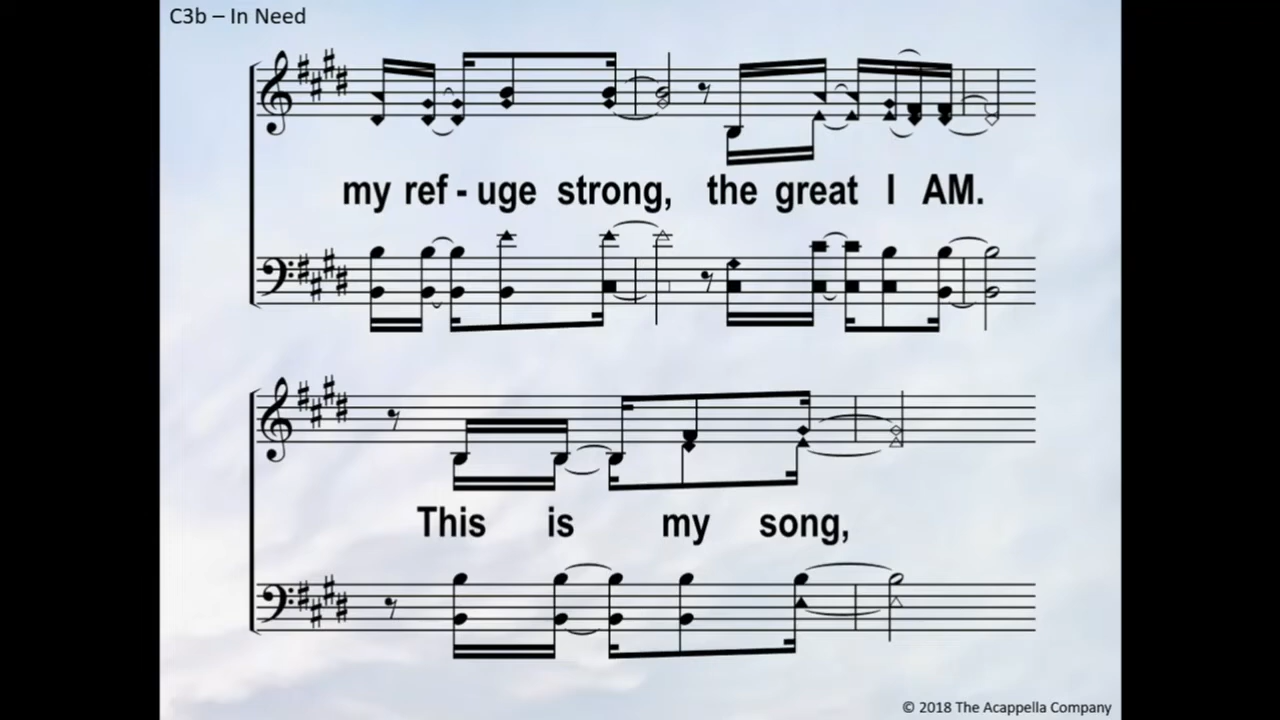 C3b – In Need
my ref - uge strong, the great I AM.
This is my song,
© 2018 The Acappella Company